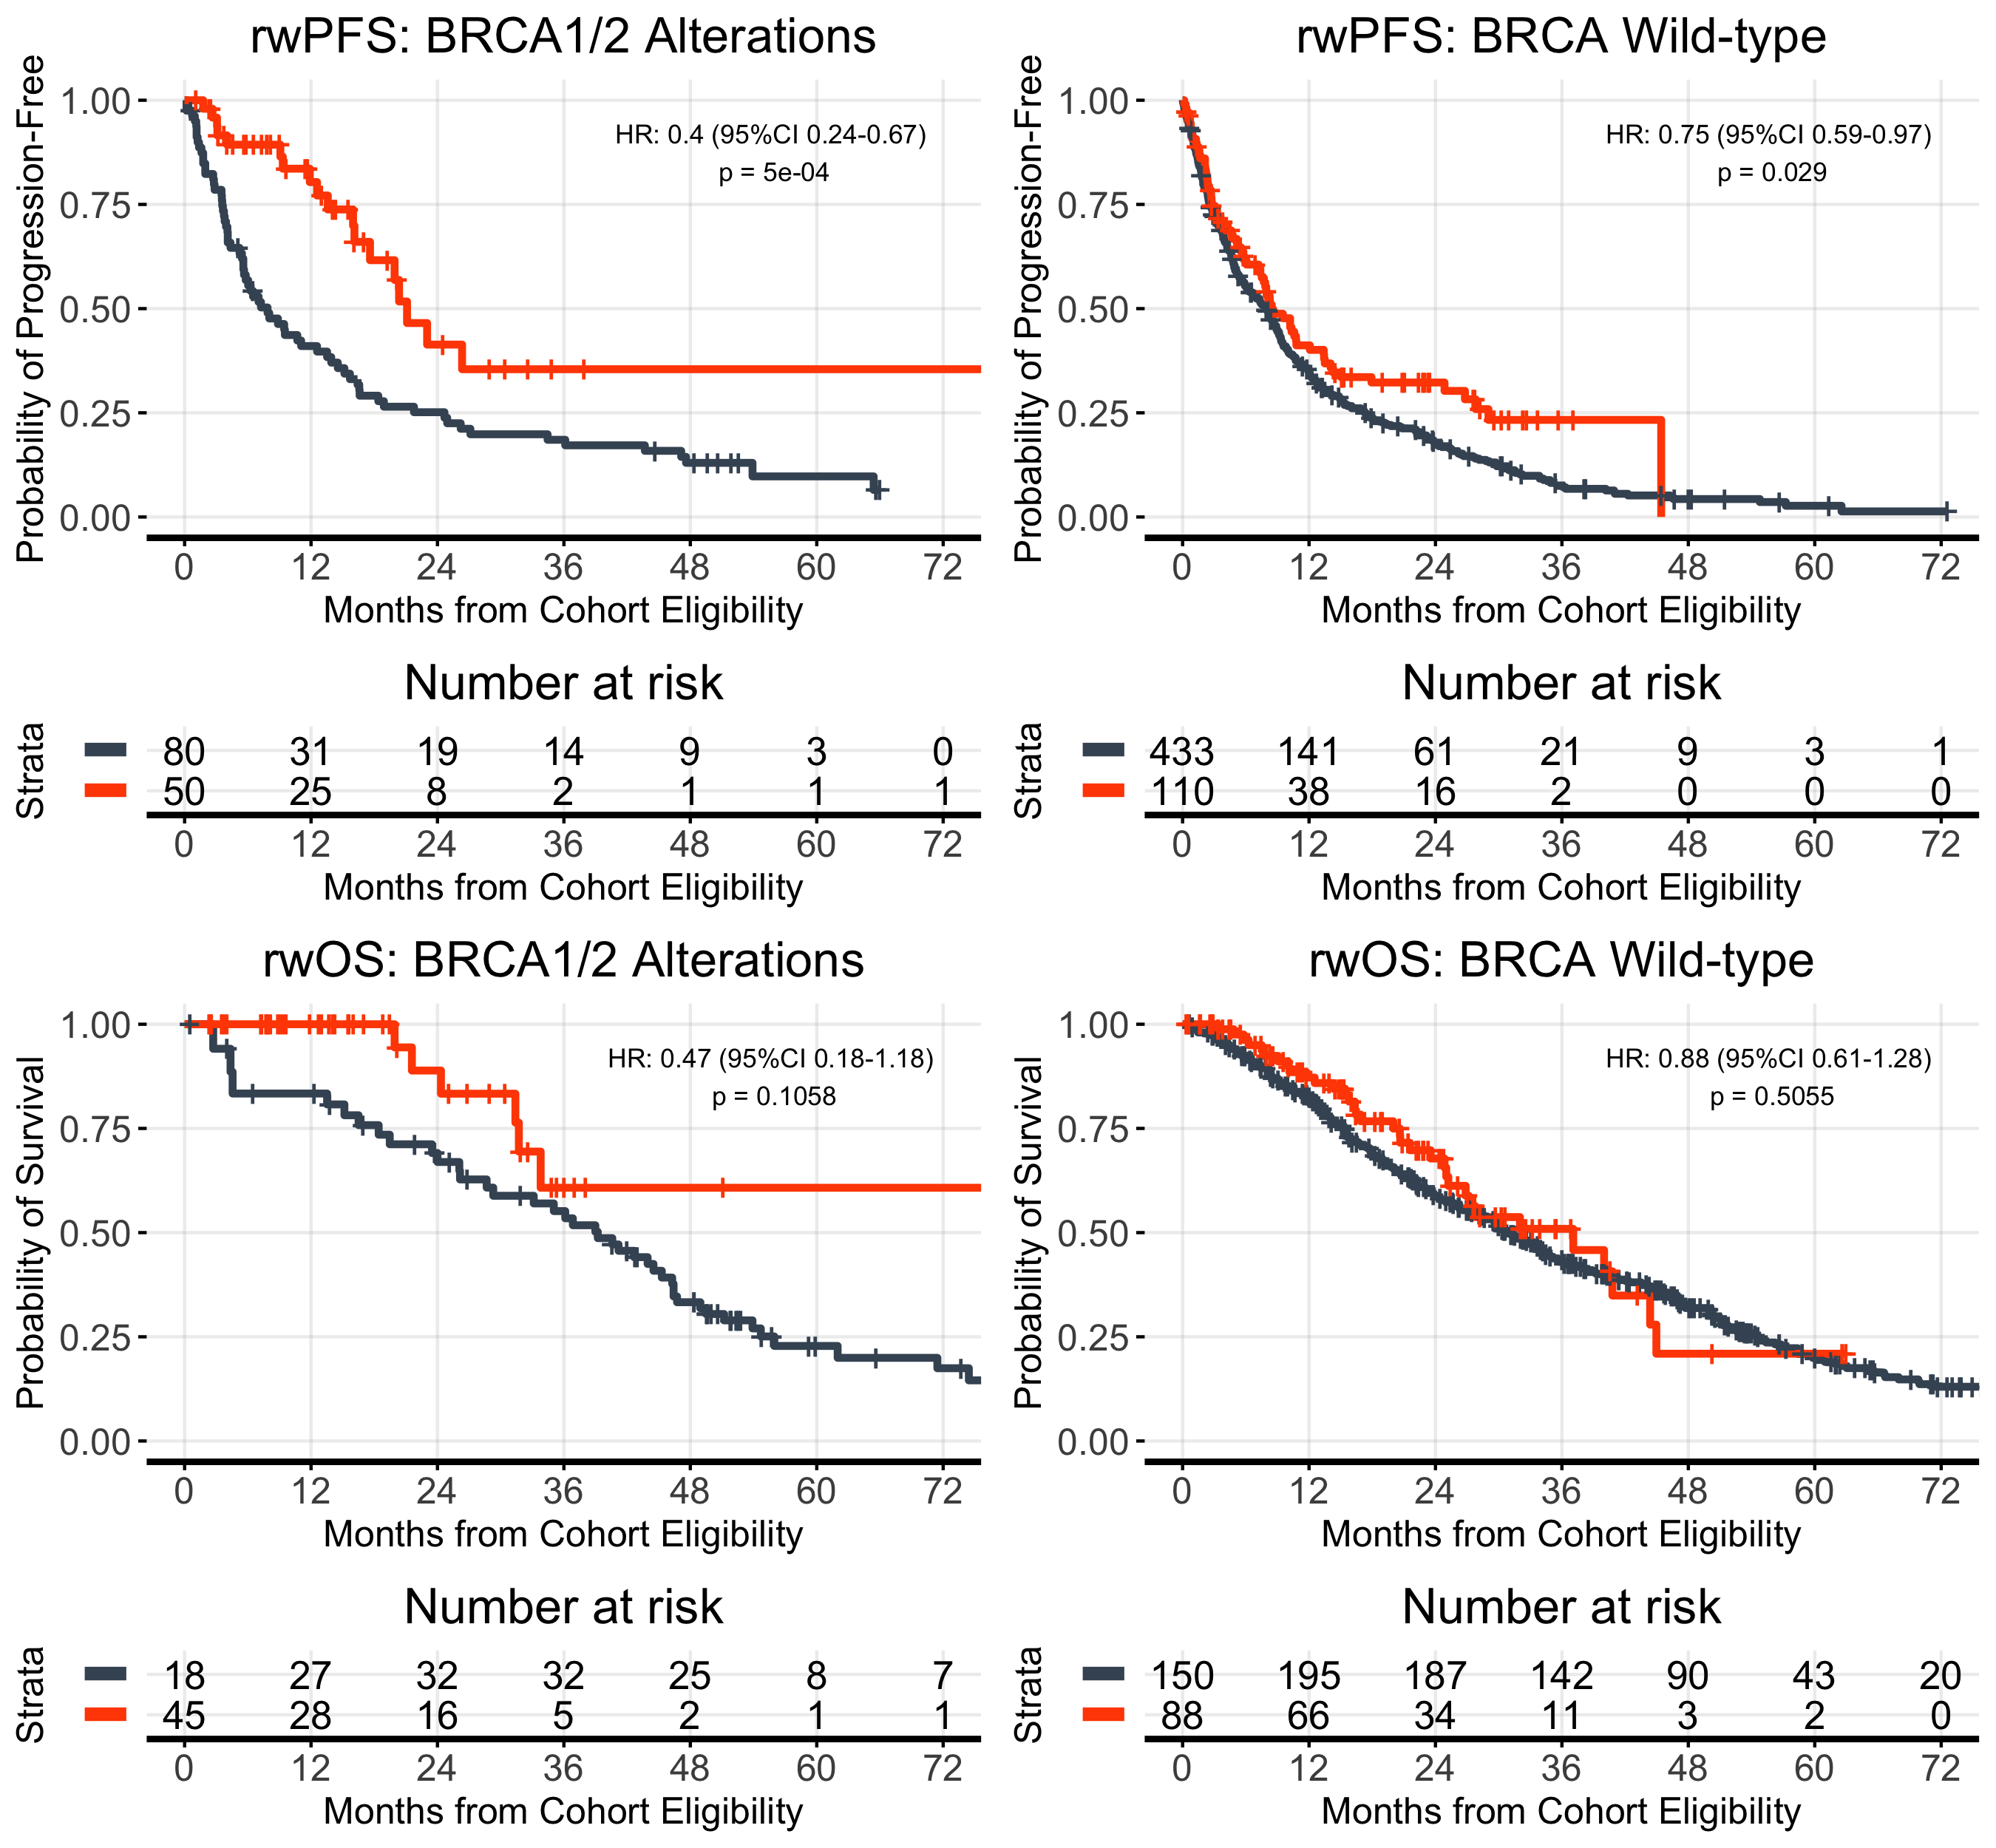 rwPFS: BRCA1/2 Alterations
Probability of Progression-Free
1.00
0.75
0.50
0.25
0.00
HR: 0.4 (95%CI 0.24-0.67)
p = 5e-04
0 12 24 36 48 60 72
Months from Cohort Eligibility
Number at risk
Strata
80 31 19 14 9 3 0
50 25 8 2 1 1 1
0 12 24 36 48 60 72
Months from Cohort Eligibility
rwPFS: BRCA Wild-type
Probability of Progression-Free
1.00
0.75
0.50
0.25
0.00
HR: 0.75 (95%CI 0.59-0.97)
p = 0.029
0 12 24 36 48 60 72
Months from Cohort Eligibility
Number at risk
Strata
433 141 61 21 9 3 1
110 38 16 2 0 0 0
0 12 24 36 48 60 72
Months from Cohort Eligibility
rwOS: BRCA1/2 Alterations
Probability of Survival
1.00
0.75
0.50
0.25
0.00
HR: 0.47 (95%CI 0.18-1.18)
p = 0.1058
0 12 24 36 48 60 72
Months from Cohort Eligibility
Number at risk
Strata
18 27 32 32 25 8 7
45 28 16 5 2 1 1
0 12 24 36 48 60 72
Months from Cohort Eligibility
rwOS: BRCA Wild-type
Probability of Survival
1.00
0.75
0.50
0.25
0.00
HR: 0.88 (95%CI 0.61-1.28)
p = 0.5055
0 12 24 36 48 60 72
Months from Cohort Eligibility
Number at risk
Strata
150 195 187 142 90 43 20
88 66 34 11 3 2 0
0 12 24 36 48 60 72
Months from Cohort Eligibility